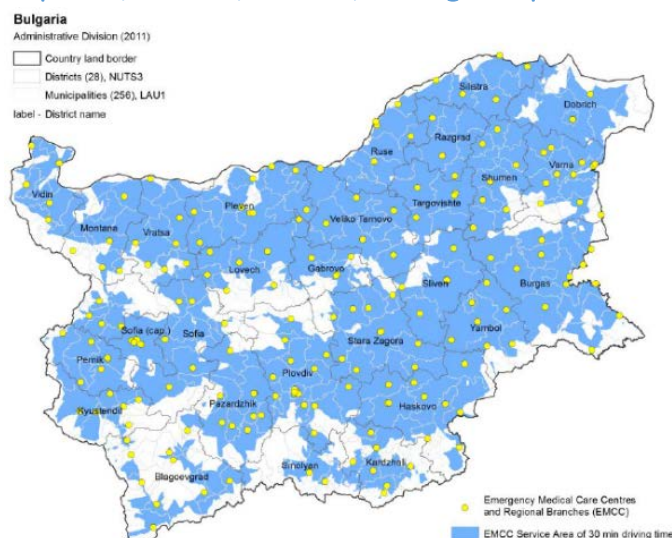 Bulgaria
Administrative Division (2011)
Country land border
Districts (28), NUTS3
Municipalities (256), LAU1
label - District name
Silistra
Dobrich
Ruse
Razgrad
Varna
Shumen
Vidin
Pleven
Targovishte
Montana
Vratsa
Veliko Tarnovo
Lovech
Gabrovo
Sliven
Burgas
Sofia (cap.)
Sofia
Yambol
Stara Zagora
Pernik
Plovdiv
Kyustendil
Pazardzhik
Haskovo
Blagoevgrad
Smolyan
Kardzhali
Emergency Medical Care Centres
and Regional Branches (EMCC)
EMCC Service Area of 30 min driving time